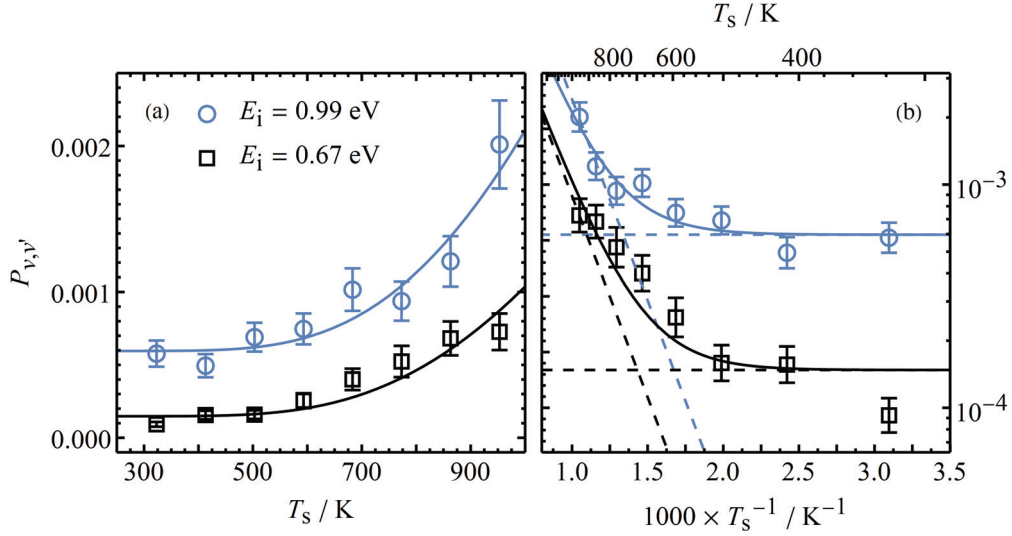 T_s / K
800 600 400
(a)
E_i = 0.99 eV
E_i = 0.67 eV
(b)
P_v,v'
0.002
0.001
0.000
10^−3
10^−4
300 500 700 900
1.0 1.5 2.0 2.5 3.0 3.5
T_s / K
1000 × T_s^−1 / K^−1